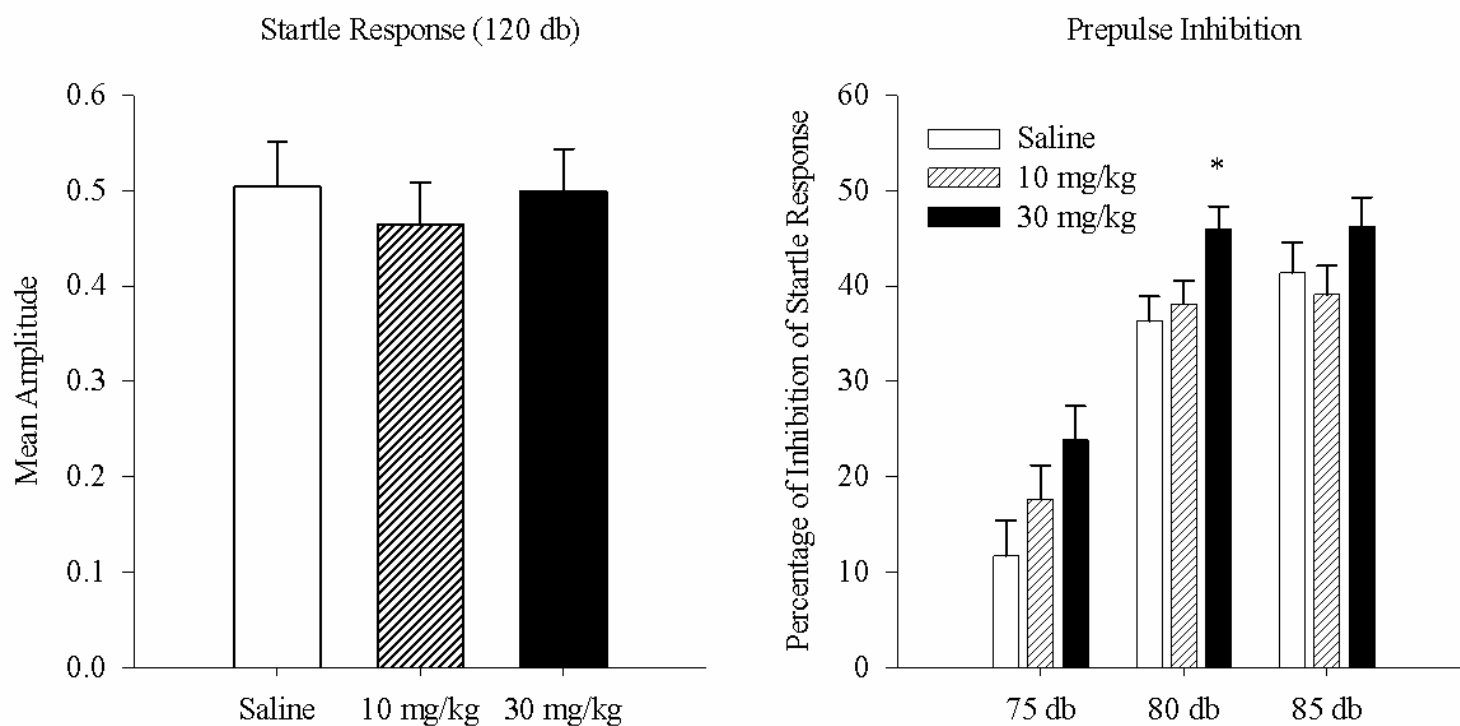 Startle Response (120 db)
Mean Amplitude
0.6
0.5
0.4
0.3
0.2
0.1
0.0
Saline 10 mg/kg 30 mg/kg
Prepulse Inhibition
Percentage of Inhibition of Startle Response
60
50
40
30
20
10
0
Saline
10 mg/kg
30 mg/kg
*
75 db 80 db 85 db